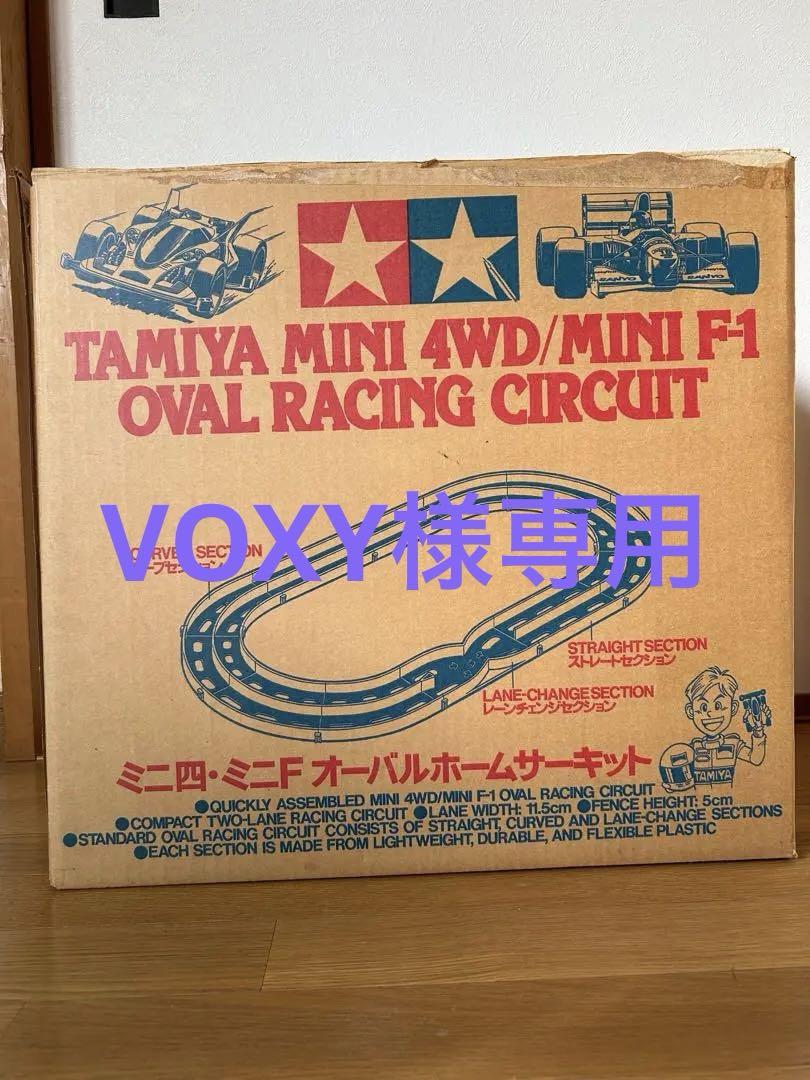 SANYO
TAMIYA MINI 4WD/MINI F-1
OVAL RACING CIRCUIT
VOXY様専用
SECTION
STRAIGHT SECTION
ストレートセクション
LANE-CHANGE SECTION
レーンチェンジセクション
TAMIYA
ミニ四・ミニF オーバルホームサーキット
●QUICKLY ASSEMBLED MINI 4WD/MINI F-1 OVAL RACING CIRCUIT
●COMPACT TWO-LANE RACING CIRCUIT ●LANE WIDTH: 11.5cm ●FENCE HEIGHT: 5cm
●STANDARD OVAL RACING CIRCUIT CONSISTS OF STRAIGHT, CURVED AND LANE-CHANGE SECTIONS
●EACH SECTION IS MADE FROM LIGHTWEIGHT, DURABLE, AND FLEXIBLE PLASTIC